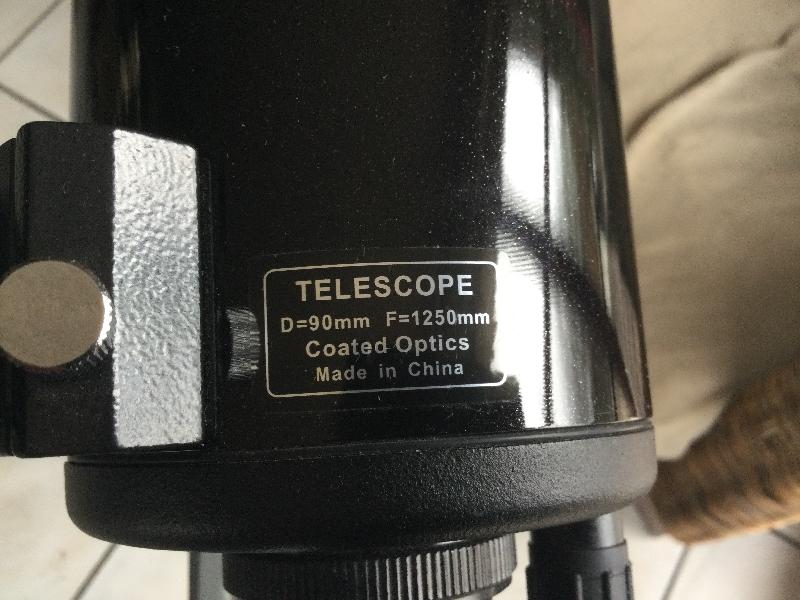 TELESCOPE
D=90mm F=1250mm
Coated Optics
Made in China